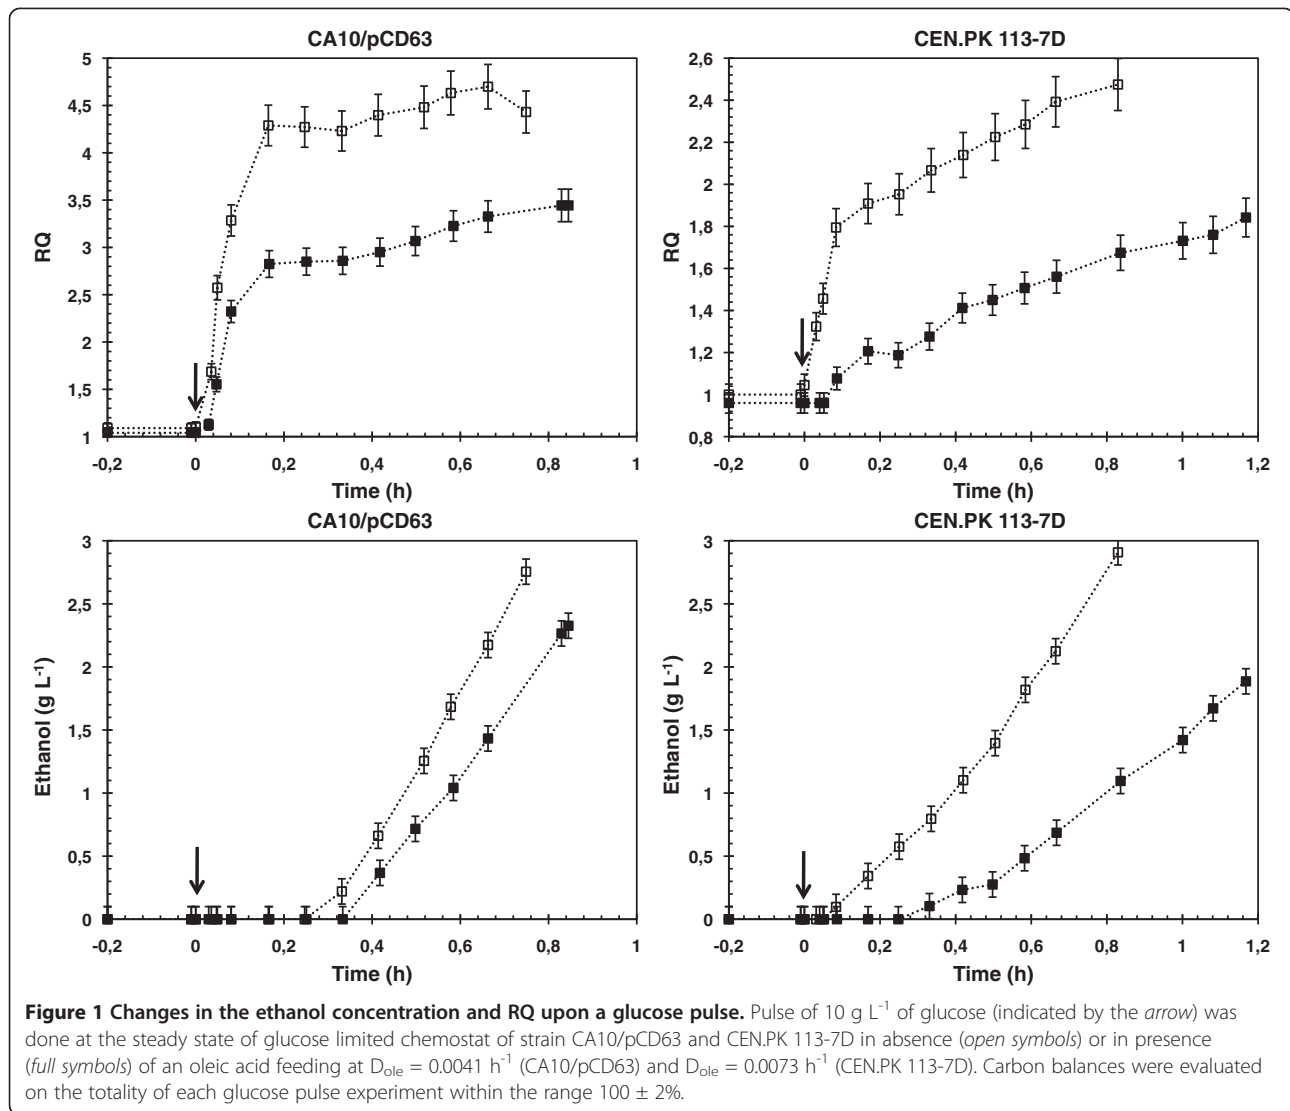 CA10/pCD63
5
4,5
4
3,5
3
2,5
2
1,5
1
RQ
-0,2 0 0,2 0,4 0,6 0,8 1
Time (h)
CEN.PK 113-7D
2,6
2,4
2,2
2
1,8
1,6
1,4
1,2
1
0,8
RQ
-0,2 0 0,2 0,4 0,6 0,8 1 1,2
Time (h)
CA10/pCD63
3
2,5
2
1,5
1
0,5
0
Ethanol (g L⁻¹)
-0,2 0 0,2 0,4 0,6 0,8 1
Time (h)
CEN.PK 113-7D
3
2,5
2
1,5
1
0,5
0
Ethanol (g L⁻¹)
-0,2 0 0,2 0,4 0,6 0,8 1 1,2
Time (h)
Figure 1 Changes in the ethanol concentration and RQ upon a glucose pulse. Pulse of 10 g L⁻¹ of glucose (indicated by the arrow) was
done at the steady state of glucose limited chemostat of strain CA10/pCD63 and CEN.PK 113-7D in absence (open symbols) or in presence
(full symbols) of an oleic acid feeding at Dole = 0.0041 h⁻¹ (CA10/pCD63) and Dole = 0.0073 h⁻¹ (CEN.PK 113-7D). Carbon balances were evaluated
on the totality of each glucose pulse experiment within the range 100 ± 2%.